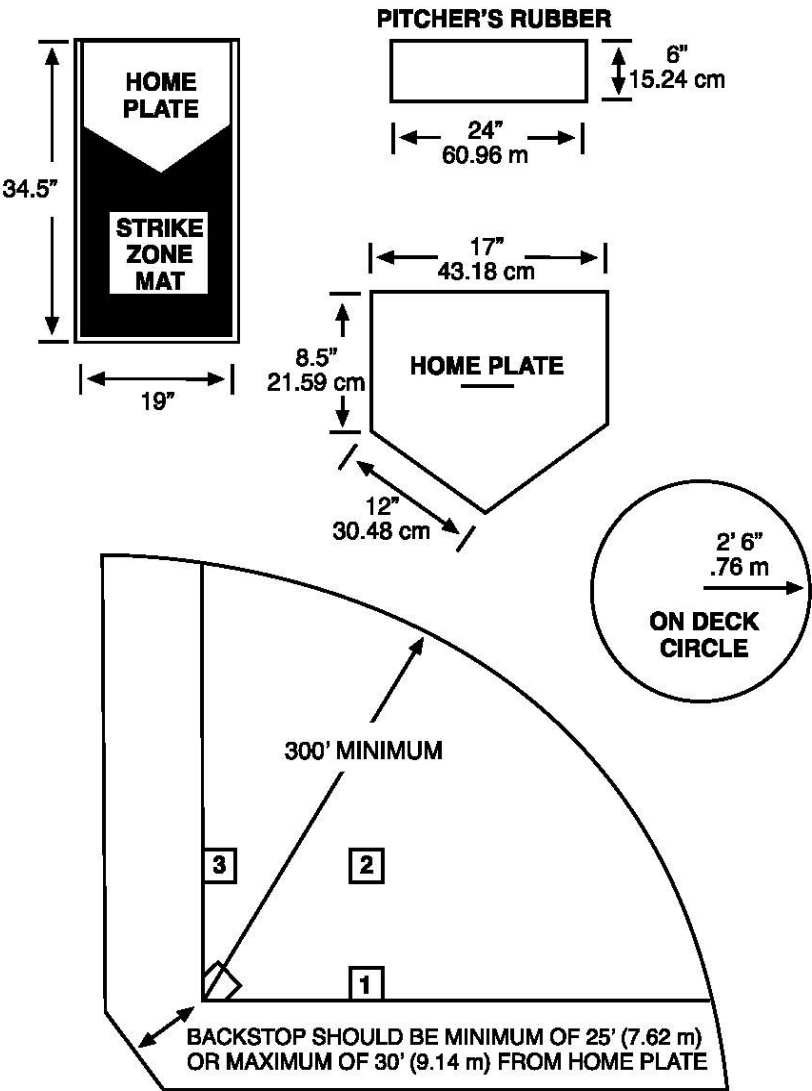 PITCHER'S RUBBER
6”
15.24 cm
24”
60.96 m
HOME
PLATE
34.5”
STRIKE
ZONE
MAT
19”
17”
43.18 cm
8.5”
21.59 cm
HOME PLATE
12”
30.48 cm
2’ 6”
.76 m
ON DECK
CIRCLE
300’ MINIMUM
3
2
1
BACKSTOP SHOULD BE MINIMUM OF 25’ (7.62 m)
OR MAXIMUM OF 30’ (9.14 m) FROM HOME PLATE